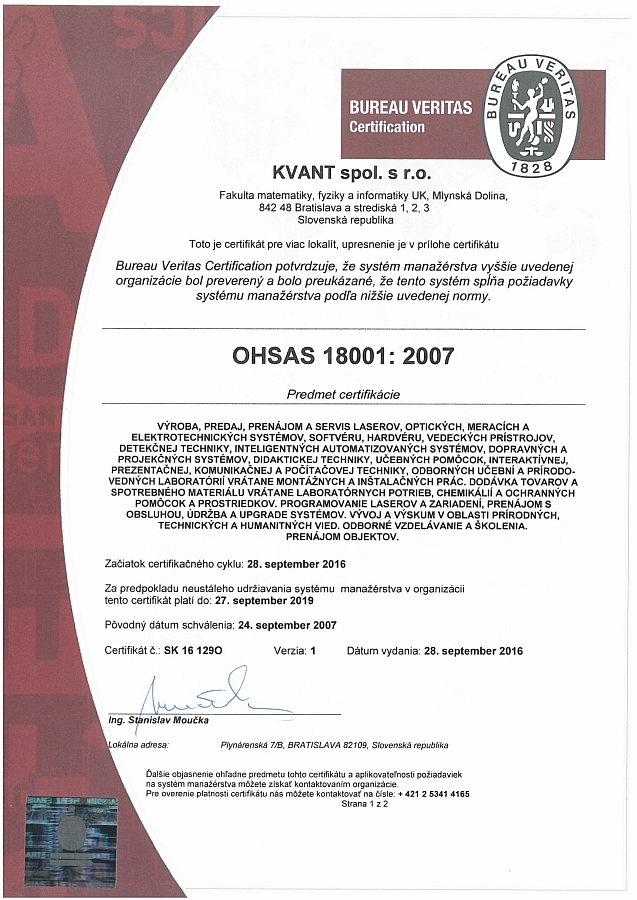 BUREAU VERITAS
Certification
BUREAU VERITAS
1828
KVANT spol. s r.o.
Fakulta matematiky, fyziky a informatiky UK, Mlynská Dolina,
842 48 Bratislava a strediská 1, 2, 3
Slovenská republika
Toto je certifikát pre viac lokalít, upresnenie je v prílohe certifikátu
Bureau Veritas Certification potvrdzuje, že systém manažérstva vyššie uvedenej
organizácie bol preverený a bolo preukázané, že tento systém spĺňa požiadavky
systému manažérstva podľa nižšie uvedenej normy.
OHSAS 18001: 2007
Predmet certifikácie
VÝROBA, PREDAJ, PRENÁJOM A SERVIS LASEROV, OPTICKÝCH, MERACÍCH A
ELEKTROTECHNICKÝCH SYSTÉMOV, SOFTVÉRU, HARDVÉRU, VEDECKÝCH PRÍSTROJOV,
DETEKČNEJ TECHNIKY, INTELIGENTNÝCH AUTOMATIZOVANÝCH SYSTÉMOV, DOPRAVNÝCH A
PROJEKČNÝCH SYSTÉMOV, DIDAKTICKEJ TECHNIKY, UČEBNÝCH POMÔCOK, INTERAKTÍVNEJ,
PREZENTAČNEJ, KOMUNIKAČNEJ A POČÍTAČOVEJ TECHNIKY, ODBORNÝCH UČEBNÍ A PRÍRODO-
VEDNÝCH LABORATÓRIÍ VRÁTANE MONTÁŽNYCH A INŠTALAČNÝCH PRÁC. DODÁVKA TOVAROV A
SPOTREBNÉHO MATERIÁLU VRÁTANE LABORATÓRNYCH POTRIEB, CHEMIKÁLIÍ A OCHRANNÝCH
POMÔCOK A PROSTRIEDKOV. PROGRAMOVANIE LASEROV A ZARIADENÍ, PRENÁJOM S
OBSLUHOU, ÚDRŽBA A UPGRADE SYSTÉMOV. VÝVOJ A VÝSKUM V OBLASTI PRÍRODNÝCH,
TECHNICKÝCH A HUMANITNÝCH VIED. ODBORNÉ VZDELÁVANIE A ŠKOLENIA.
PRENÁJOM OBJEKTOV.
Začiatok certifikačného cyklu: 28. september 2016
Za predpokladu neustáleho udržiavania systému manažérstva v organizácii
tento certifikát platí do: 27. september 2019
Pôvodný dátum schválenia: 24. september 2007
Certifikát č.: SK 16 129O Verzia: 1 Dátum vydania: 28. september 2016
Ing. Stanislav Moučka
Lokálna adresa: Plynárenská 7/B, BRATISLAVA 82109, Slovenská republika
Ďalšie objasnenie ohľadne predmetu tohto certifikátu a aplikovateľnosti požiadaviek
na systém manažérstva môžete získať kontaktovaním organizácie.
Pre overenie platnosti certifikátu nás môžete kontaktovať na čísle: + 421 2 5341 4165
Strana 1 z 2